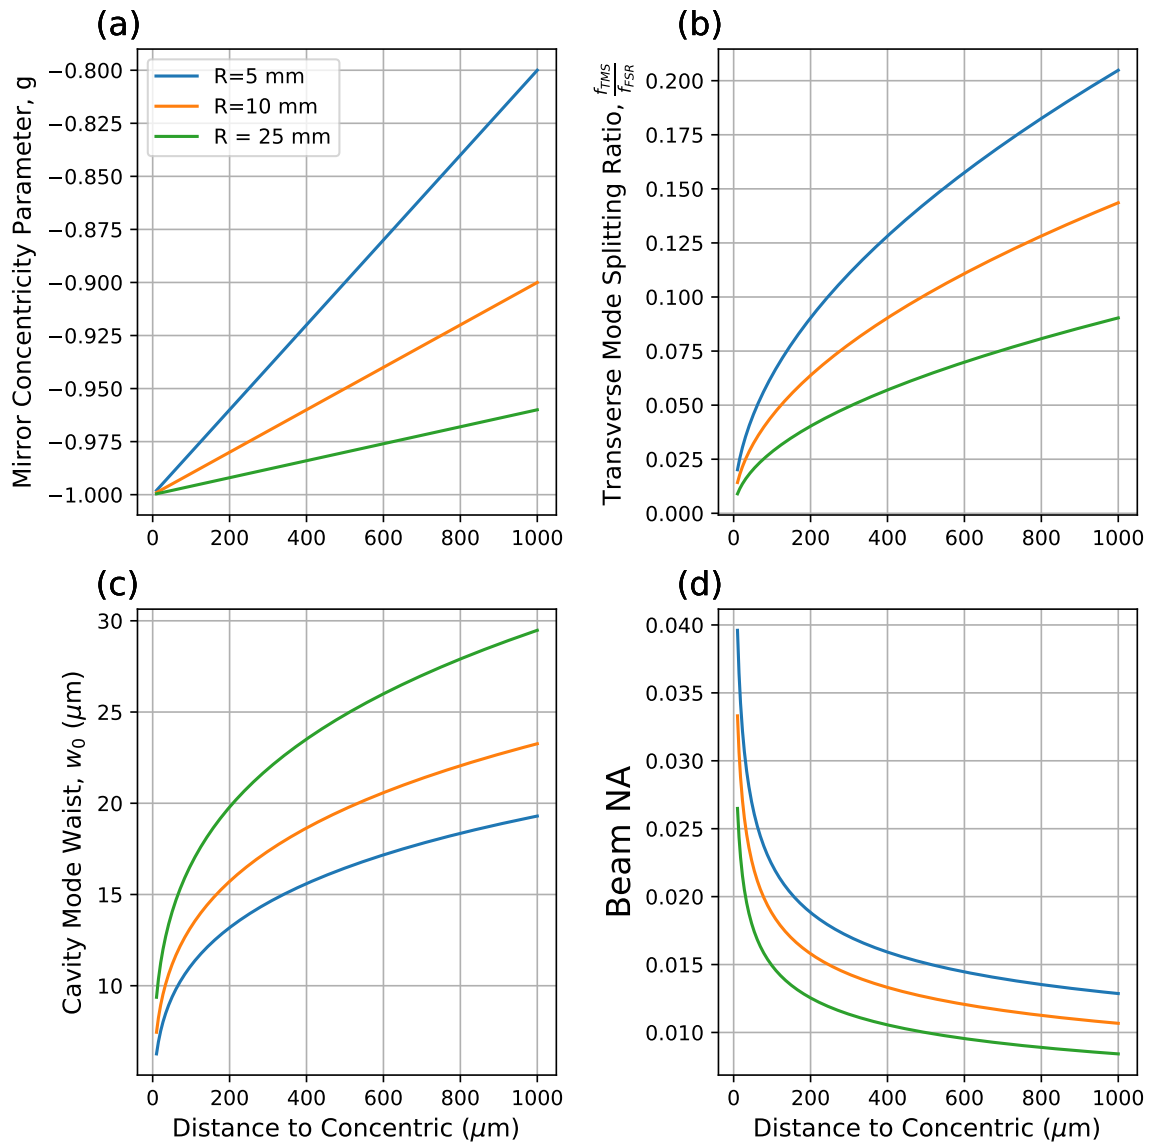 (a)
Mirror Concentricity Parameter, g
−0.800
−0.825
−0.850
−0.875
−0.900
−0.925
−0.950
−0.975
−1.000
R=5 mm
R=10 mm
R = 25 mm
0 200 400 600 800 1000
(b)
Transverse Mode Splitting Ratio, f_TMS/f_FSR
0.200
0.175
0.150
0.125
0.100
0.075
0.050
0.025
0.000
0 200 400 600 800 1000
(c)
Cavity Mode Waist, w₀ (μm)
30
25
20
15
10
0 200 400 600 800 1000
Distance to Concentric (μm)
(d)
Beam NA
0.040
0.035
0.030
0.025
0.020
0.015
0.010
0 200 400 600 800 1000
Distance to Concentric (μm)